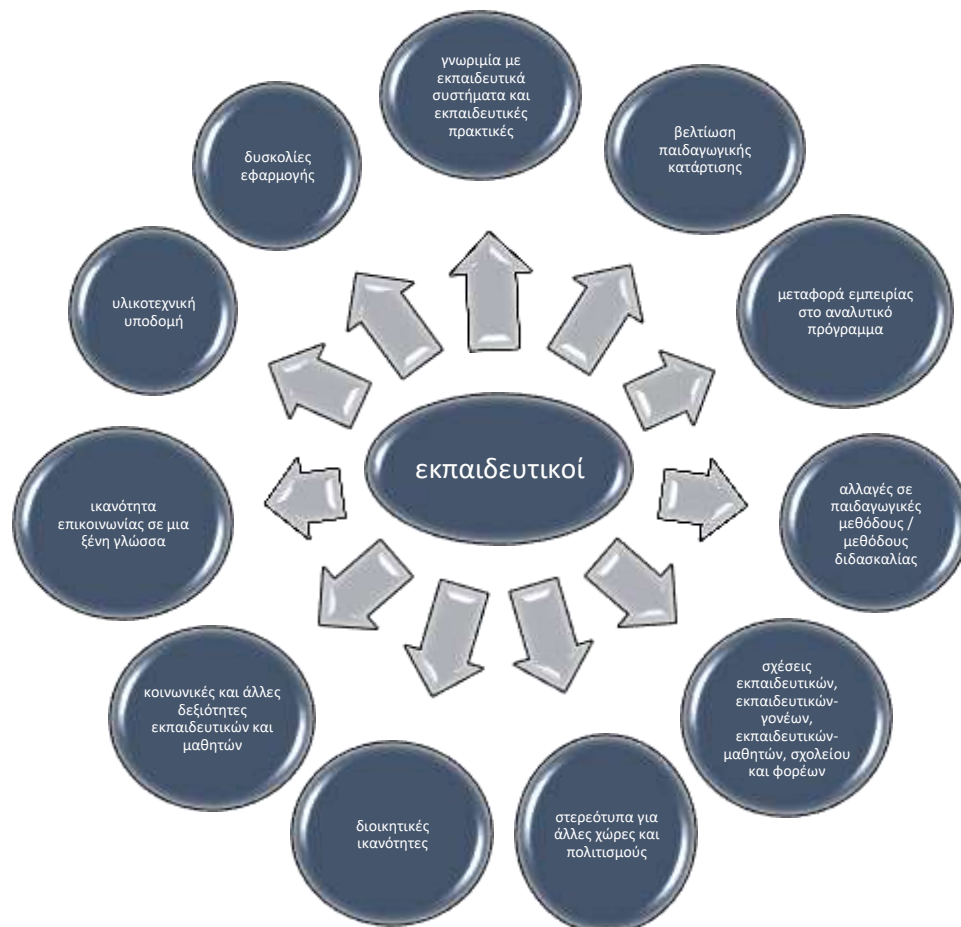 γνωριμία με
εκπαιδευτικά
συστήματα και
εκπαιδευτικές
πρακτικές
βελτίωση
παιδαγωγικής
κατάρτισης
μεταφορά εμπειρίας
στο αναλυτικό
πρόγραμμα
αλλαγές σε
παιδαγωγικές
μεθόδους /
μεθόδους
διδασκαλίας
σχέσεις
εκπαιδευτικών,
εκπαιδευτικών-
γονέων,
εκπαιδευτικών-
μαθητών, σχολείου
και φορέων
στερεότυπα για
άλλες χώρες και
πολιτισμούς
διοικητικές
ικανότητες
κοινωνικές και άλλες
δεξιότητες
εκπαιδευτικών και
μαθητών
ικανότητα
επικοινωνίας σε μια
ξένη γλώσσα
υλικοτεχνική
υποδομή
δυσκολίες
εφαρμογής
εκπαιδευτικοί